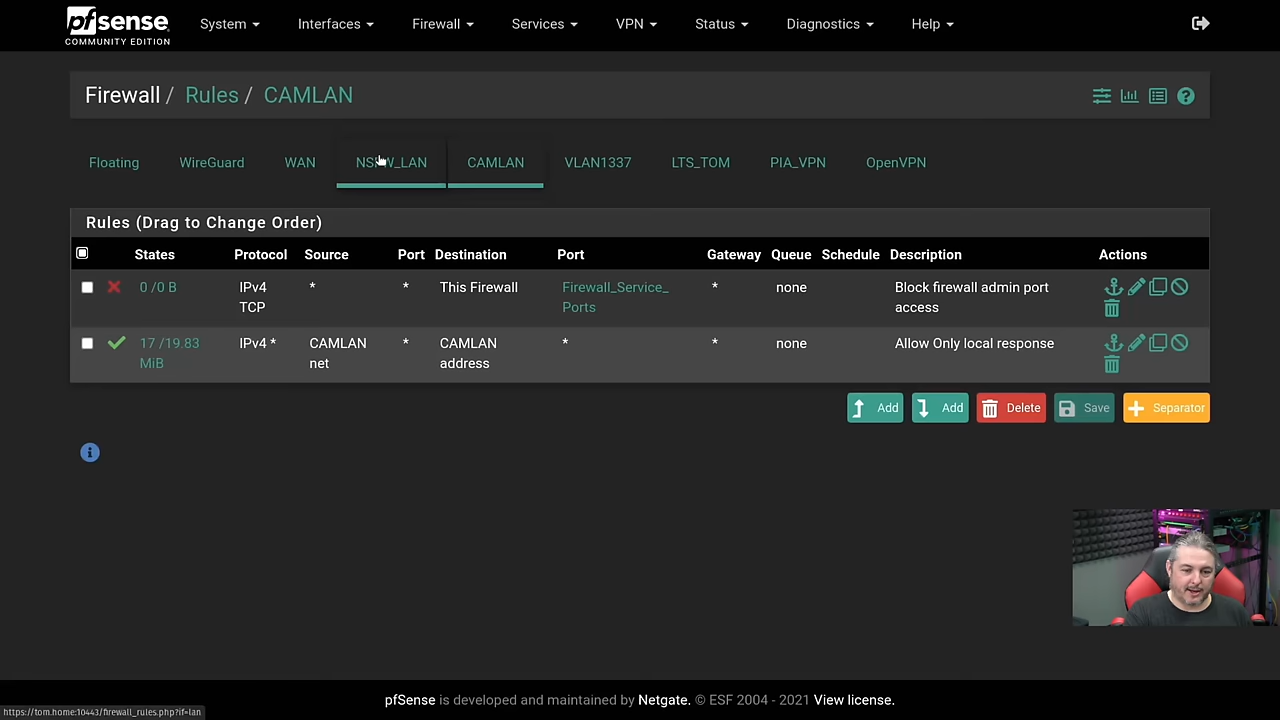 pfsense
COMMUNITY EDITION
System Interfaces Firewall Services VPN Status Diagnostics Help
Firewall / Rules / CAMLAN
Floating WireGuard WAN NSFW_LAN CAMLAN VLAN1337 LTS_TOM PIA_VPN OpenVPN
Rules (Drag to Change Order)
States Protocol Source Port Destination Port Gateway Queue Schedule Description Actions
0 /0 B IPv4 * * This Firewall Firewall_Service_ * none Block firewall admin port
TCP Ports access
17 /19.83 IPv4 * CAMLAN * CAMLAN * * none Allow Only local response
MiB net address
Add Add Delete Save Separator
pfSense is developed and maintained by Netgate. © ESF 2004 - 2021 View license.
https://tom.home:10443/firewall_rules.php?if=lan